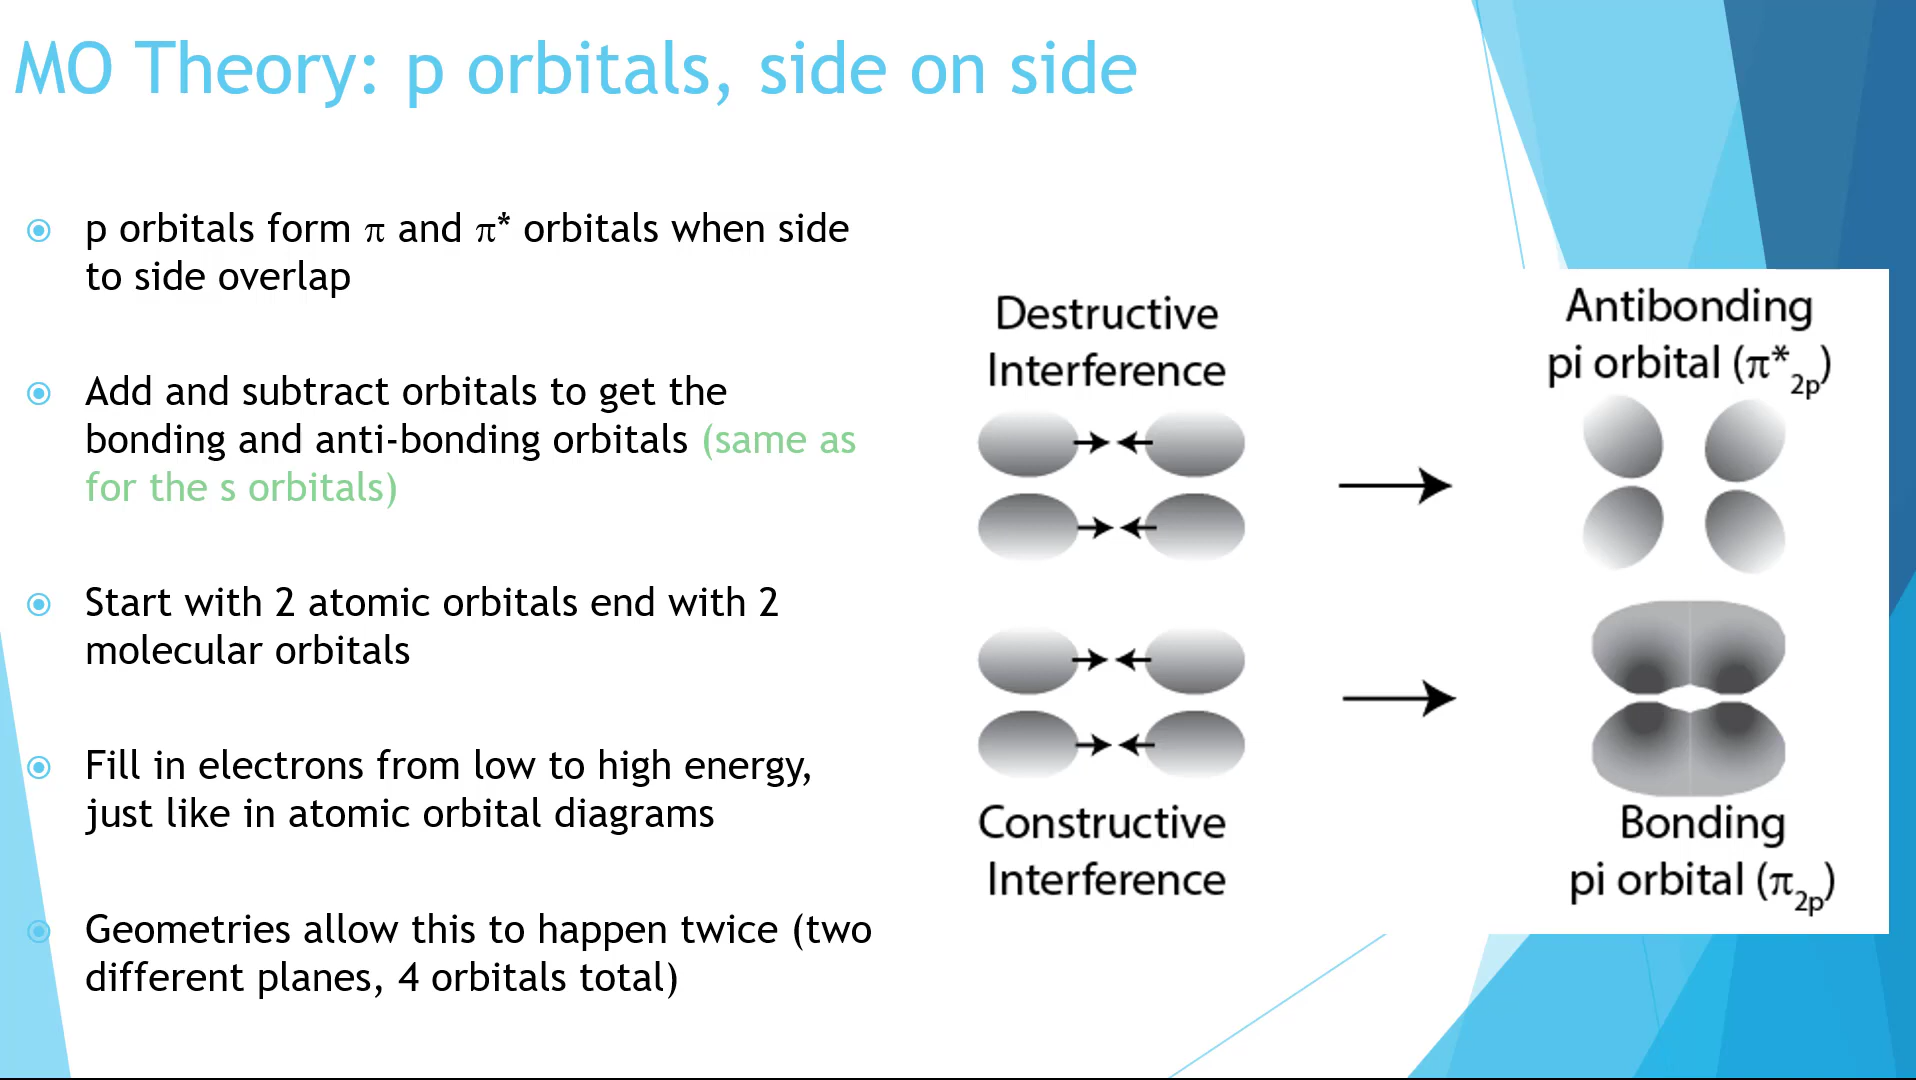 MO Theory: p orbitals, side on side
p orbitals form π and π* orbitals when side
to side overlap
Add and subtract orbitals to get the
bonding and anti-bonding orbitals (same as
for the s orbitals)
Start with 2 atomic orbitals end with 2
molecular orbitals
Fill in electrons from low to high energy,
just like in atomic orbital diagrams
Geometries allow this to happen twice (two
different planes, 4 orbitals total)
Destructive
Interference
Antibonding
pi orbital (π*2p)
Constructive
Interference
Bonding
pi orbital (π2p)